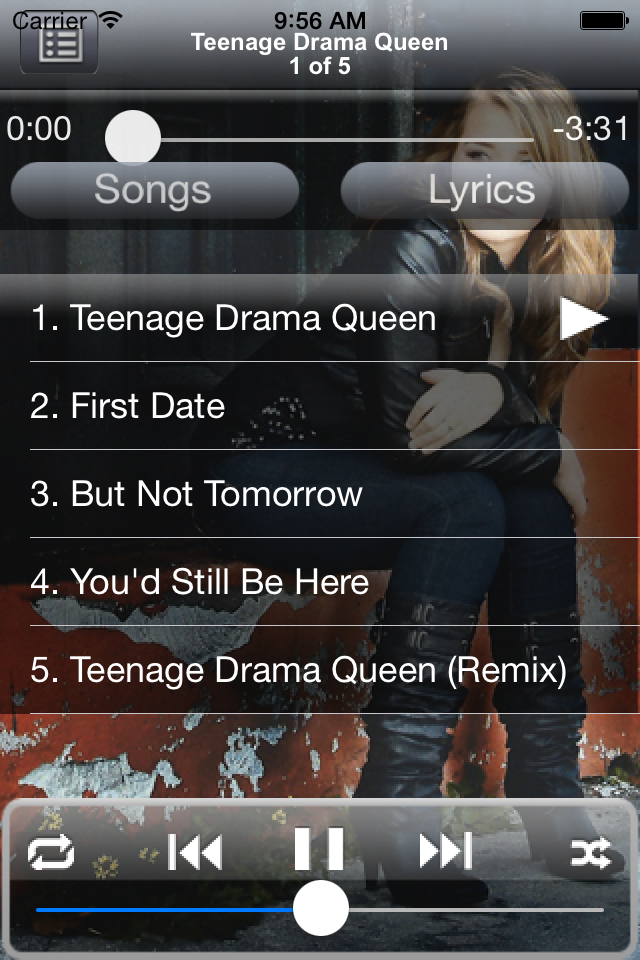 Carrier 9:56 AM
Teenage Drama Queen
1 of 5
0:00 -3:31
Songs Lyrics
1. Teenage Drama Queen
2. First Date
3. But Not Tomorrow
4. You'd Still Be Here
5. Teenage Drama Queen (Remix)